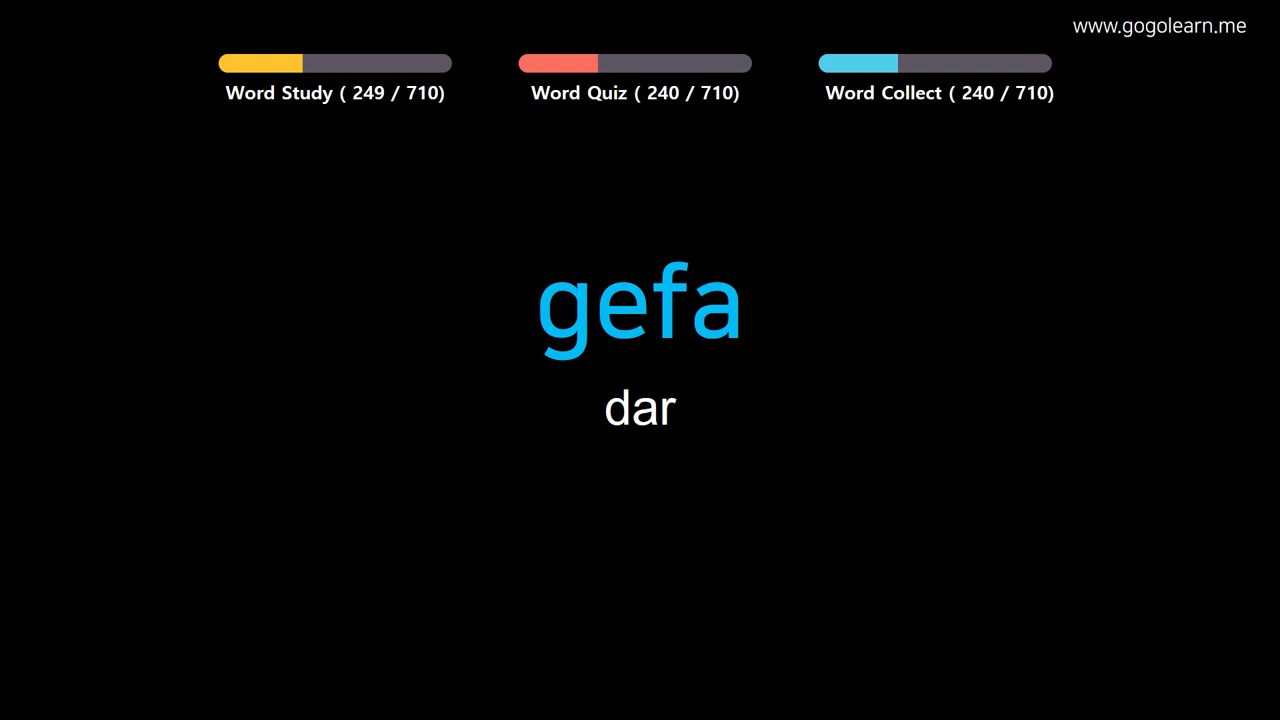 www.gogolearn.me
Word Study ( 249 / 710)
Word Quiz ( 240 / 710)
Word Collect ( 240 / 710)
gefa
dar